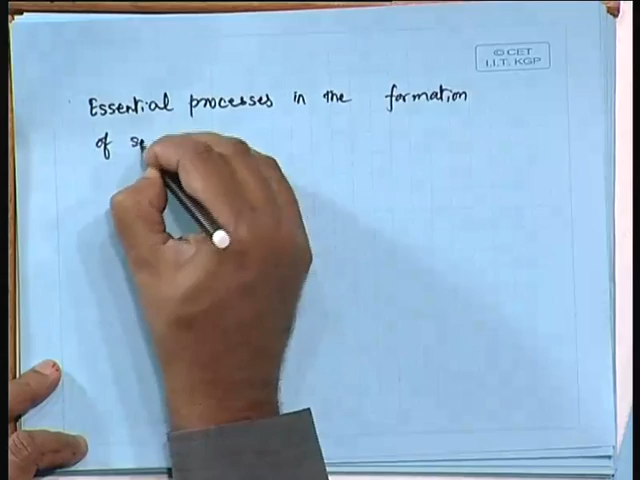 © CET
I.I.T. KGP
Essential processes in the formation
of